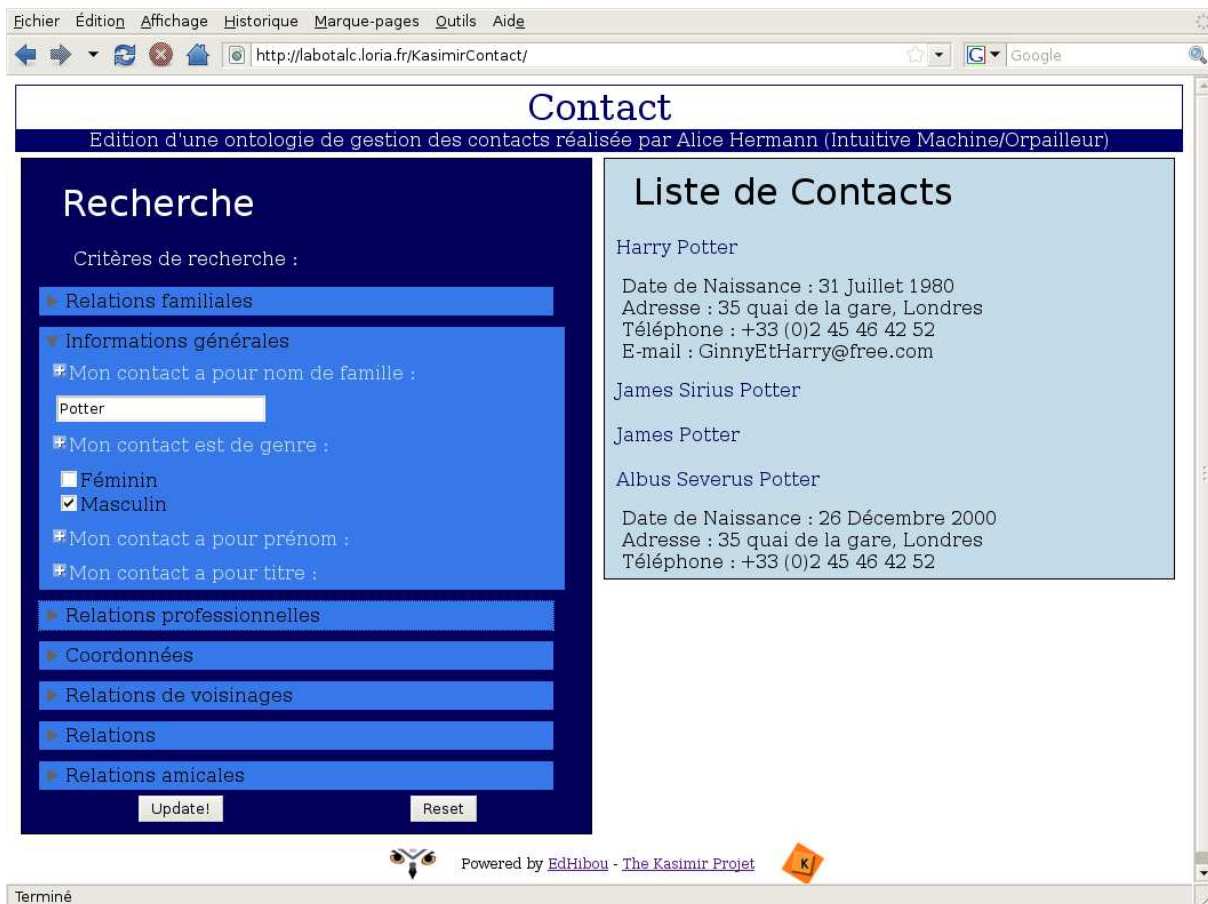 Fichier Édition Affichage Historique Marque-pages Outils Aide
http://labotalc.loria.fr/KasimirContact/
G Google
Contact
Edition d'une ontologie de gestion des contacts réalisée par Alice Hermann (Intuitive Machine/Orpailleur)
Recherche
Critères de recherche :
Relations familiales
Informations générales
Mon contact a pour nom de famille :
Potter
Mon contact est de genre :
Féminin
Masculin
Mon contact a pour prénom :
Mon contact a pour titre :
Relations professionnelles
Coordonnées
Relations de voisinages
Relations
Relations amicales
Update! Reset
Liste de Contacts
Harry Potter
Date de Naissance : 31 Juillet 1980
Adresse : 35 quai de la gare, Londres
Téléphone : +33 (0)2 45 46 42 52
E-mail : GinnyEtHarry@free.com
James Sirius Potter
James Potter
Albus Severus Potter
Date de Naissance : 26 Décembre 2000
Adresse : 35 quai de la gare, Londres
Téléphone : +33 (0)2 45 46 42 52
Powered by EdHibou - The Kasimir Projet
K
Terminé